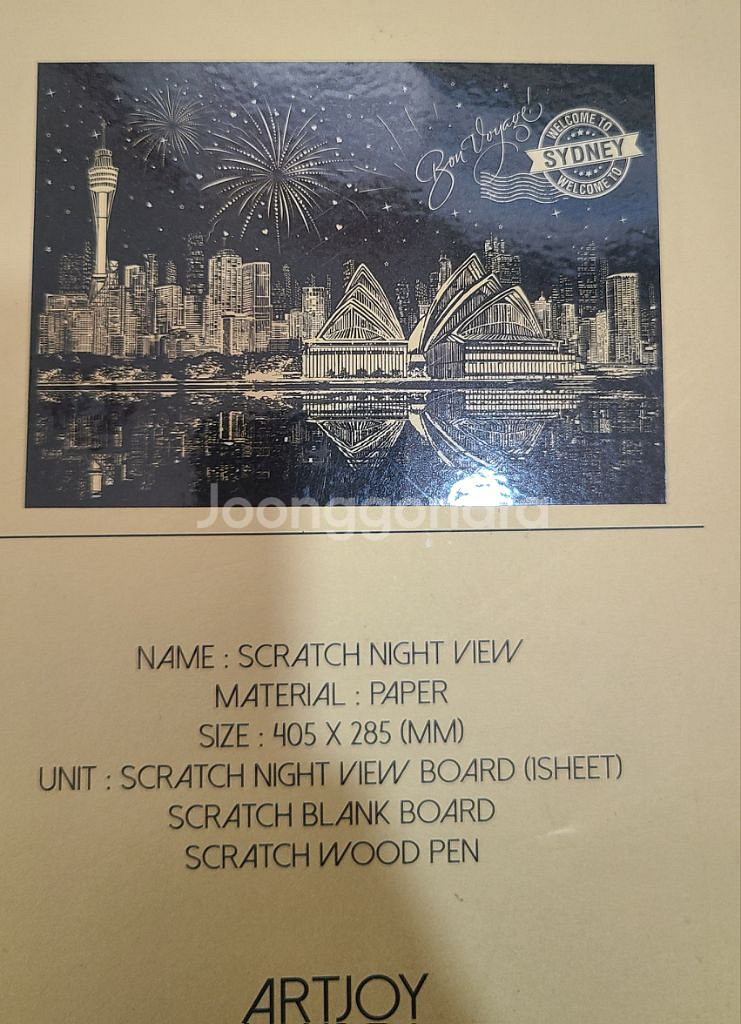 Bon Voyage!
WELCOME TO
SYDNEY
WELCOME TO
Joonggonara
NAME : SCRATCH NIGHT VIEW
MATERIAL : PAPER
SIZE : 405 X 285 (MM)
UNIT : SCRATCH NIGHT VIEW BOARD (1SHEET)
SCRATCH BLANK BOARD
SCRATCH WOOD PEN
ARTJOY